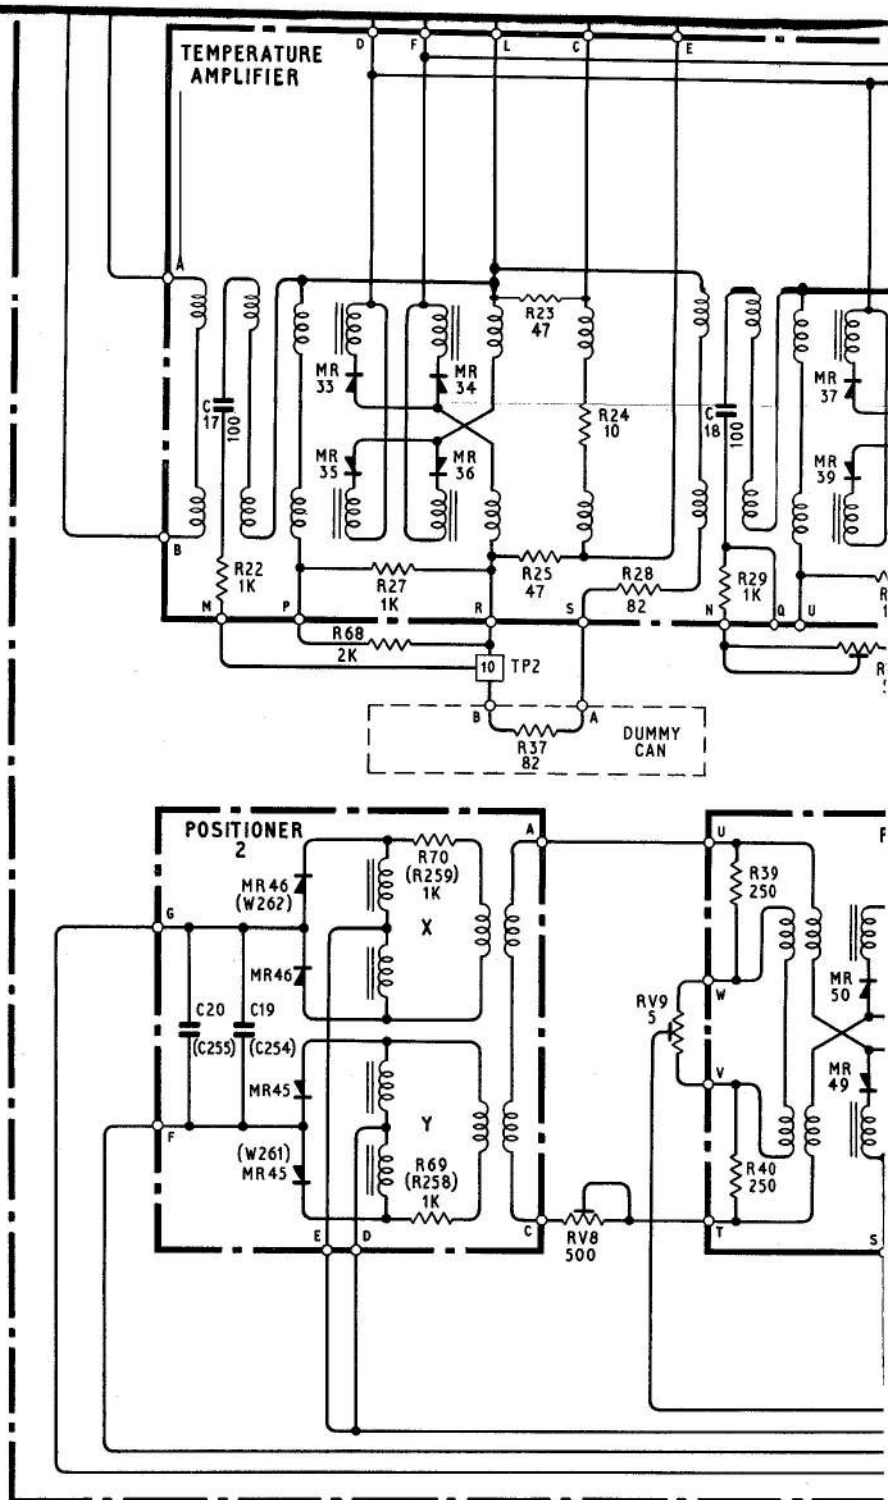 TEMPERATURE
AMPLIFIER
D
F
L
C
E
A
R23
47
MR
33
MR
34
MR
37
C
17
100
R24
10
C
18
100
MR
35
MR
36
MR
39
B
R22
1K
R27
1K
R25
47
R28
82
R29
1K
R
1
M
P
R
S
N
Q
U
R68
2K
10
TP2
R
B
A
R37
82
DUMMY
CAN
POSITIONER
2
A
U
R70
(R259)
1K
R39
250
MR46
(W262)
G
X
MR46
W
MR
50
RV9
5
C20
(C255)
C19
(C254)
MR45
V
MR
49
F
Y
(W261)
MR45
R69
(R258)
1K
R40
250
E
D
C
RV8
500
T
S